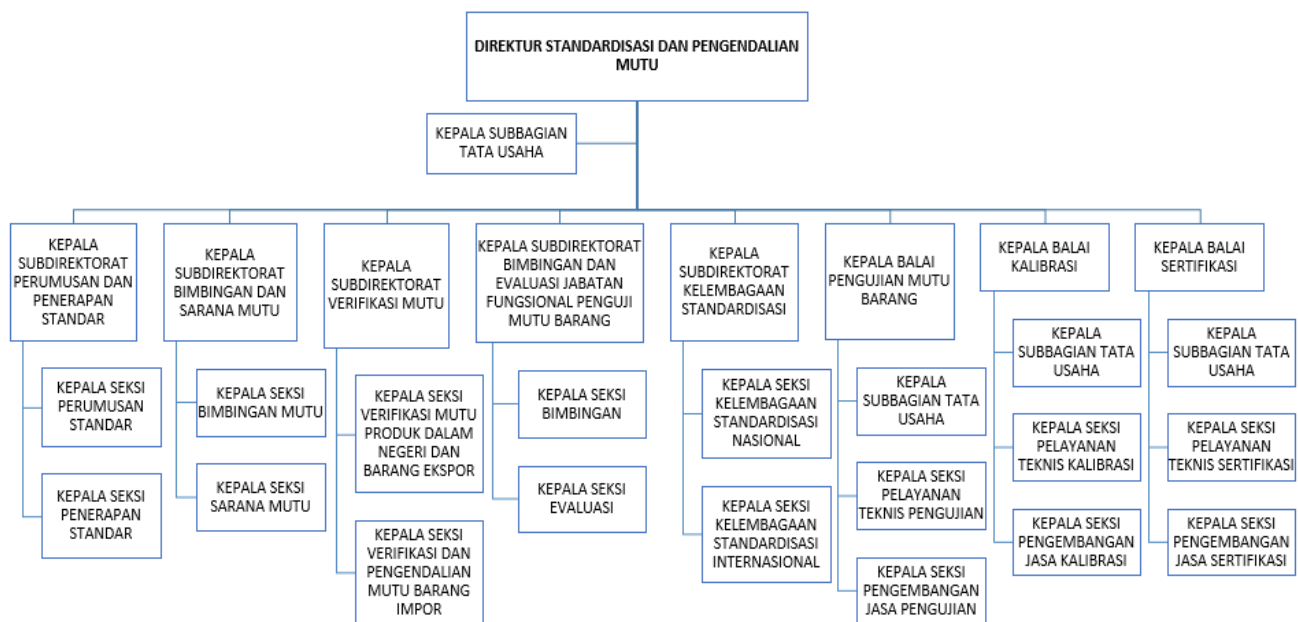 DIREKTUR STANDARDISASI DAN PENGENDALIAN
MUTU
KEPALA SUBBAGIAN
TATA USAHA
KEPALA
SUBDIREKTORAT
PERUMUSAN DAN
PENERAPAN
STANDAR
KEPALA SEKSI
PERUMUSAN
STANDAR
KEPALA SEKSI
PENERAPAN
STANDAR
KEPALA
SUBDIREKTORAT
BIMBINGAN DAN
SARANA MUTU
KEPALA SEKSI
BIMBINGAN MUTU
KEPALA SEKSI
SARANA MUTU
KEPALA
SUBDIREKTORAT
VERIFIKASI MUTU
KEPALA SEKSI
VERIFIKASI MUTU
PRODUK DALAM
NEGERI DAN
BARANG EKSPOR
KEPALA SEKSI
VERIFIKASI DAN
PENGENDALIAN
MUTU BARANG
IMPOR
KEPALA SUBDIREKTORAT
BIMBINGAN DAN
EVALUASI JABATAN
FUNGSIONAL PENGUJI
MUTU BARANG
KEPALA SEKSI
BIMBINGAN
KEPALA SEKSI
EVALUASI
KEPALA
SUBDIREKTORAT
KELEMBAGAAN
STANDARDISASI
KEPALA SEKSI
KELEMBAGAAN
STANDARDISASI
NASIONAL
KEPALA SEKSI
KELEMBAGAAN
STANDARDISASI
INTERNASIONAL
KEPALA BALAI
PENGUJIAN MUTU
BARANG
KEPALA
SUBBAGIAN TATA
USAHA
KEPALA SEKSI
PELAYANAN
TEKNIS PENGUJIAN
KEPALA SEKSI
PENGEMBANGAN
JASA PENGUJIAN
KEPALA BALAI
KALIBRASI
KEPALA
SUBBAGIAN TATA
USAHA
KEPALA SEKSI
PELAYANAN
TEKNIS KALIBRASI
KEPALA SEKSI
PENGEMBANGAN
JASA KALIBRASI
KEPALA BALAI
SERTIFIKASI
KEPALA
SUBBAGIAN TATA
USAHA
KEPALA SEKSI
PELAYANAN
TEKNIS SERTIFIKASI
KEPALA SEKSI
PENGEMBANGAN
JASA SERTIFIKASI